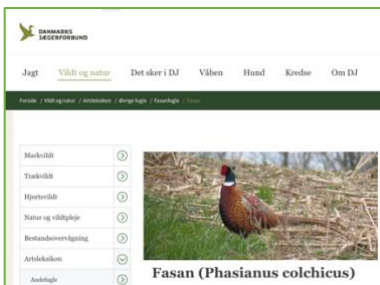 DANMARKS
JÆGERFORBUND
Jagt Vildt og natur Det sker i DJ Våben Hund Kredse Om DJ
Forside / Vildt og natur / Artsleksikon / Øvrige fugle / Fasanfugle / Fasan
Markvildt
Trækvildt
Hjortevildt
Natur og vildtpleje
Bestandsovervågning
Artsleksikon
Andefugle
Fasan (Phasianus colchicus)